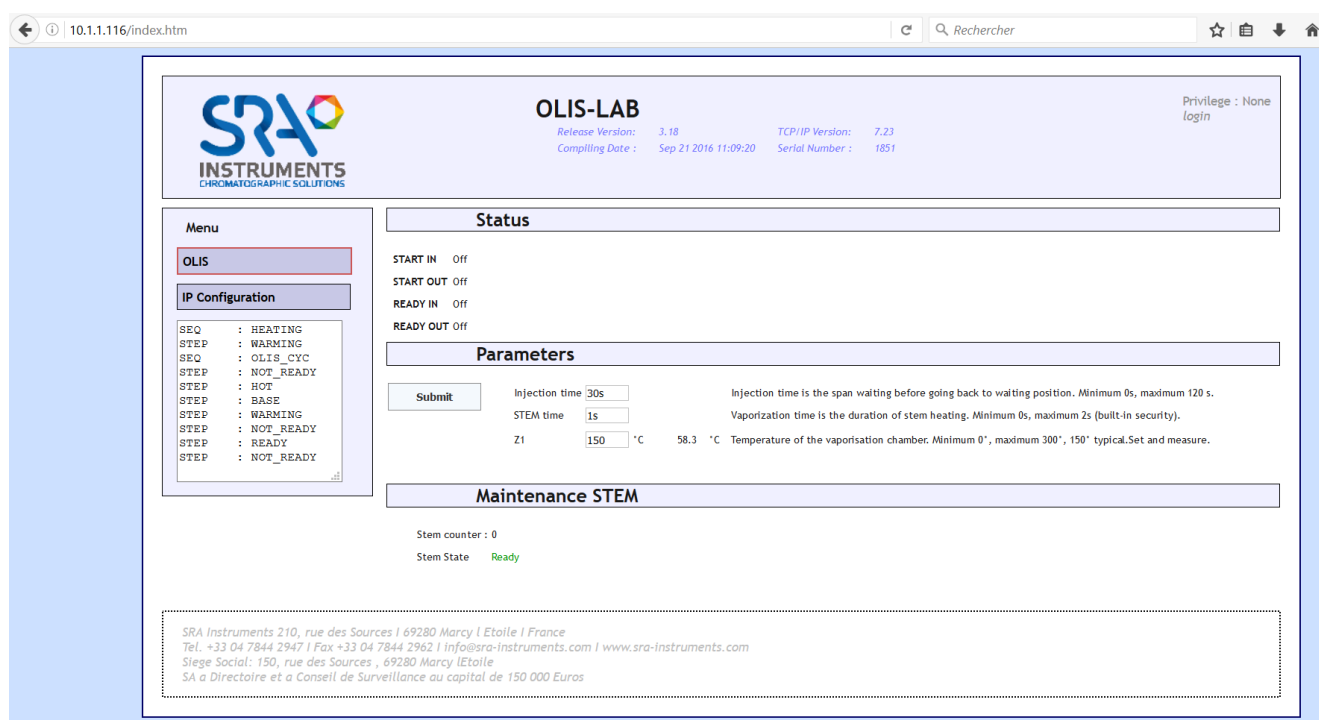 10.1.1.116/index.htm
Rechercher
SRA
INSTRUMENTS
CHROMATOGRAPHIC SOLUTIONS
OLIS-LAB
Release Version: 3.18 TCP/IP Version: 7.23
Compiling Date : Sep 21 2016 11:09:20 Serial Number : 1851
Privilege : None
login
Menu
OLIS
IP Configuration
SEQ : HEATING
STEP : WARMING
SEQ : OLIS_CYC
STEP : NOT_READY
STEP : HOT
STEP : BASE
STEP : WARMING
STEP : NOT_READY
STEP : READY
STEP : NOT_READY
Status
START IN Off
START OUT Off
READY IN Off
READY OUT Off
Parameters
Submit
Injection time 30s Injection time is the span waiting before going back to waiting position. Minimum 0s, maximum 120 s.
STEM time 1s Vaporization time is the duration of stem heating. Minimum 0s, maximum 2s (built-in security).
Z1 150 °C 58.3 °C Temperature of the vaporisation chamber. Minimum 0°, maximum 300°, 150° typical.Set and measure.
Maintenance STEM
Stem counter : 0
Stem State Ready
SRA Instruments 210, rue des Sources I 69280 Marcy l Etoile I France
Tel. +33 04 7844 2947 I Fax +33 04 7844 2962 I info@sra-instruments.com I www.sra-instruments.com
Siege Social: 150, rue des Sources , 69280 Marcy lEtoile
SA a Directoire et a Conseil de Surveillance au capital de 150 000 Euros